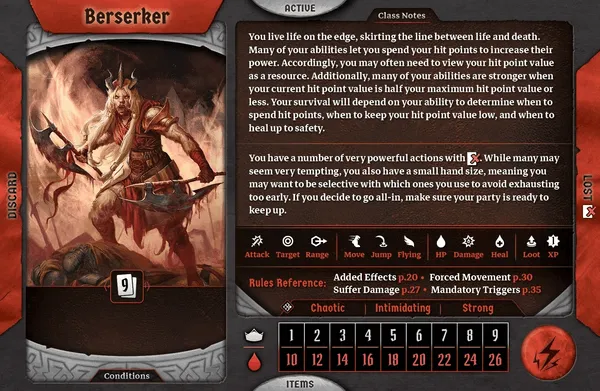 ACTIVE
Berserker
Class Notes
You live life on the edge, skirting the line between life and death.
Many of your abilities let you spend your hit points to increase their
power. Accordingly, you may often need to view your hit point value
as a resource. Additionally, many of your abilities are stronger when
your current hit point value is half your maximum hit point value or
less. Your survival will depend on your ability to determine when to
spend hit points, when to keep your hit point value low, and when to
heal up to safety.
You have a number of very powerful actions with . While many may
seem very tempting, you also have a small hand size, meaning you
may want to be selective with which ones you use to avoid exhausting
too early. If you decide to go all-in, make sure your party is ready to
keep up.
DISCARD
LOST
9
Attack Target Range Move Jump Flying HP Damage Heal Loot XP
Rules Reference: Added Effects p.20 • Forced Movement p.30
Suffer Damage p.27 • Mandatory Triggers p.35
Chaotic Intimidating Strong
1 2 3 4 5 6 7 8 9
10 12 14 16 18 20 22 24 26
Conditions
ITEMS